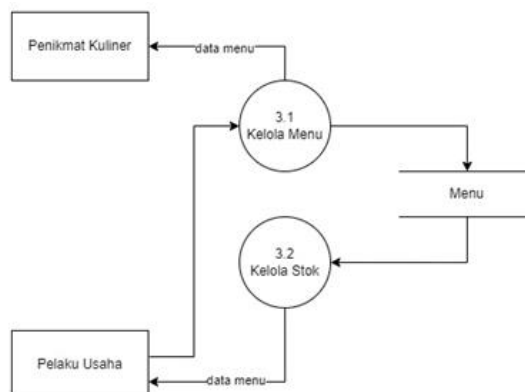 Penikmat Kuliner
data menu
3.1
Kelola Menu
Menu
3.2
Kelola Stok
Pelaku Usaha
data menu